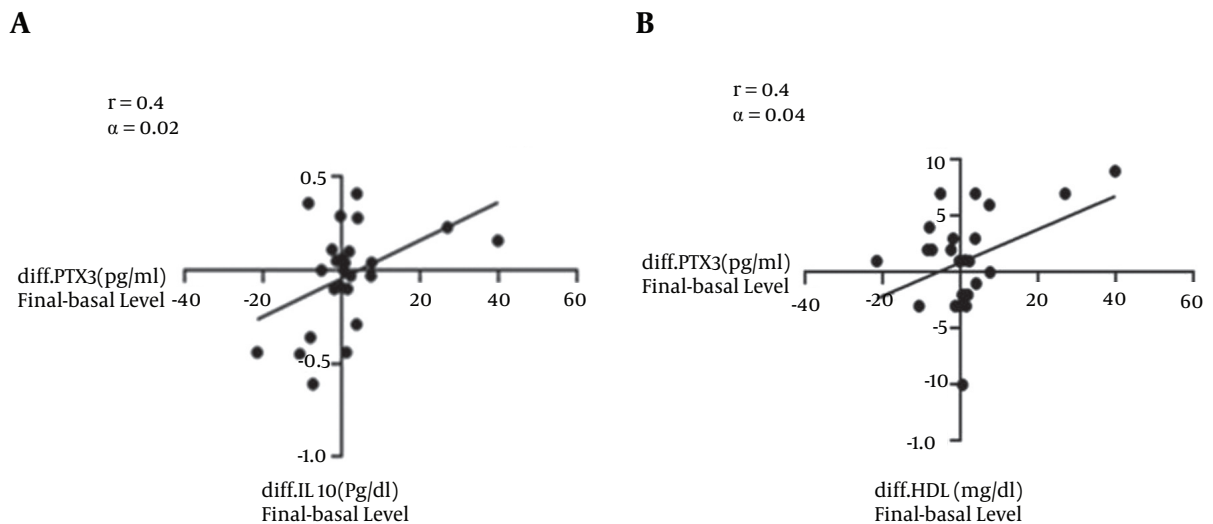 A
r = 0.4
α = 0.02
0.5
diff.PTX3(pg/ml)
Final-basal Level
-40
-20
20
40
60
-0.5
-1.0
diff.IL 10(Pg/dl)
Final-basal Level
B
r = 0.4
α = 0.04
10
5
diff.PTX3(pg/ml)
Final-basal Level
-40
-20
20
40
60
-5
-10
-1.0
diff.HDL (mg/dl)
Final-basal Level